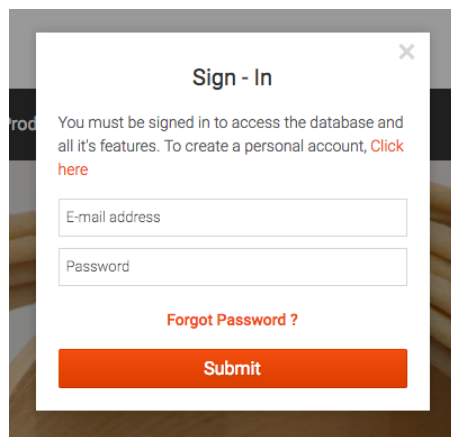 Sign - In
You must be signed in to access the database and
all it's features. To create a personal account, Click
here
E-mail address
Password
Forgot Password ?
Submit